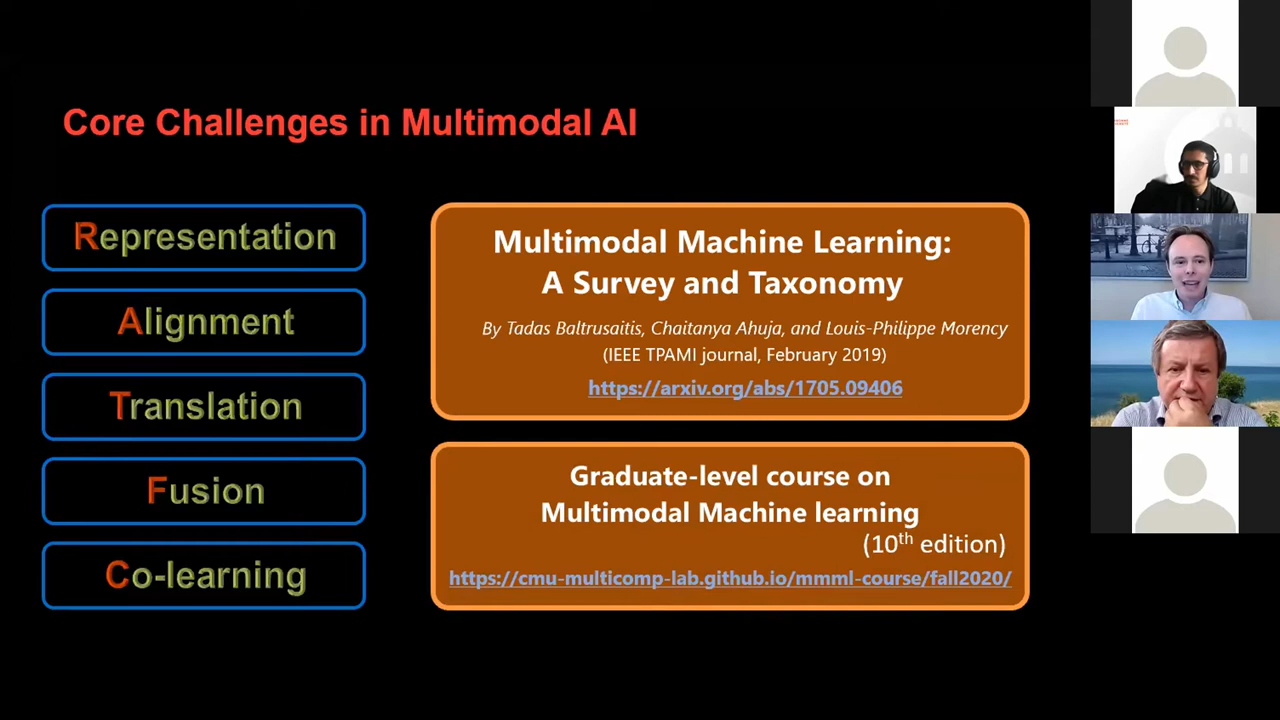 Core Challenges in Multimodal AI
Representation
Alignment
Translation
Fusion
Co-learning
Multimodal Machine Learning:
A Survey and Taxonomy
By Tadas Baltrusaitis, Chaitanya Ahuja, and Louis-Philippe Morency
(IEEE TPAMI journal, February 2019)
https://arxiv.org/abs/1705.09406
Graduate-level course on
Multimodal Machine learning
(10th edition)
https://cmu-multicomp-lab.github.io/mmml-course/fall2020/